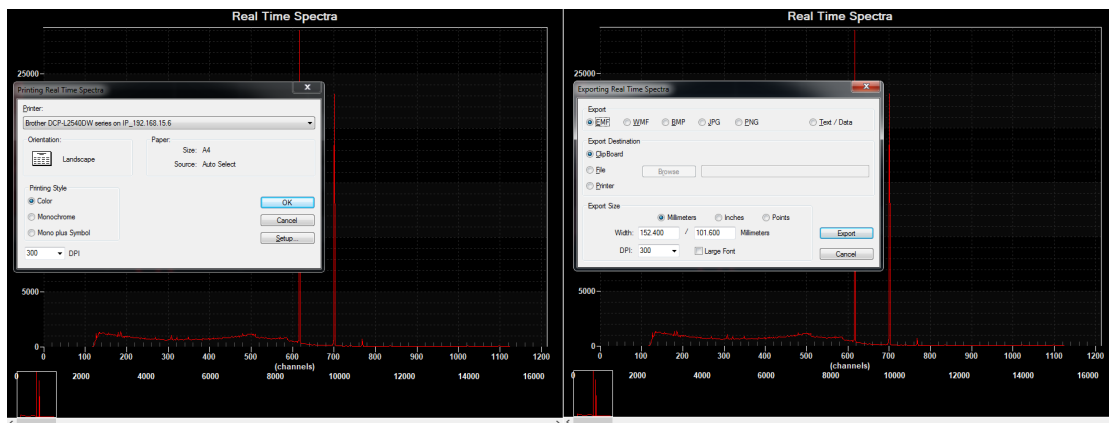 Real Time Spectra
25000
Printing Real Time Spectra
x
Printer:
Brother DCP-L2540DW series on IP_192.168.15.6
Orientation:
Landscape
Paper:
Size: A4
Source: Auto Select
Printing Style
Color
Monochrome
Mono plus Symbol
300 DPI
OK
Cancel
Setup...
5000
0
0 100 200 300 400 500 600 700 800 900 1000 1100 1200
(channels)
0 2000 4000 6000 8000 10000 12000 14000 16000
Real Time Spectra
25000
Exporting Real Time Spectra
x
Export
EMF WMF BMP JPG PNG Text / Data
Export Destination
ClipBoard
File Browse
Printer
Export Size
Millimeters Inches Points
Width: 152.400 / 101.600 Millimeters
DPI: 300 Large Font
Export
Cancel
5000
0
0 100 200 300 400 500 600 700 800 900 1000 1100 1200
(channels)
0 2000 4000 6000 8000 10000 12000 14000 16000